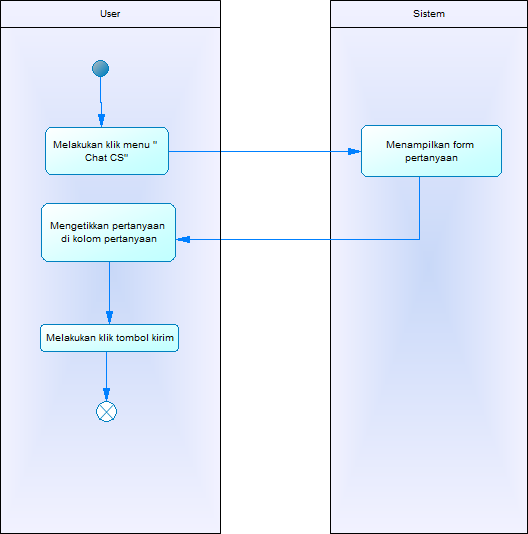 User
Sistem
Melakukan klik menu "
Chat CS"
Menampilkan form
pertanyaan
Mengetikkan pertanyaan
di kolom pertanyaan
Melakukan klik tombol kirim